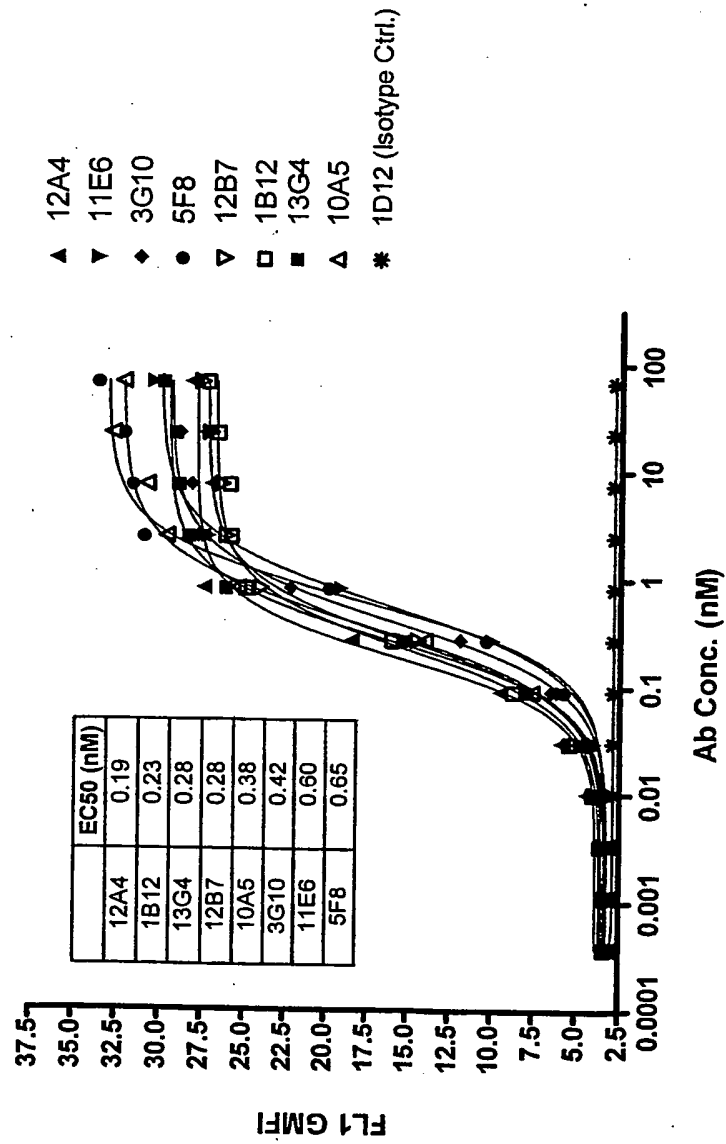 EC50 (nM)
12A4 0.19
1B12 0.23
13G4 0.28
12B7 0.28
10A5 0.38
3G10 0.42
11E6 0.60
5F8 0.65
12A4
11E6
3G10
5F8
12B7
1B12
13G4
10A5
1D12 (Isotype Ctrl.)
FL1 GMFI
37.5
35.0
32.5
30.0
27.5
25.0
22.5
20.0
17.5
15.0
12.5
10.0
7.5
5.0
2.5
0.0001 0.001 0.01 0.1 1 10 100
Ab Conc. (nM)